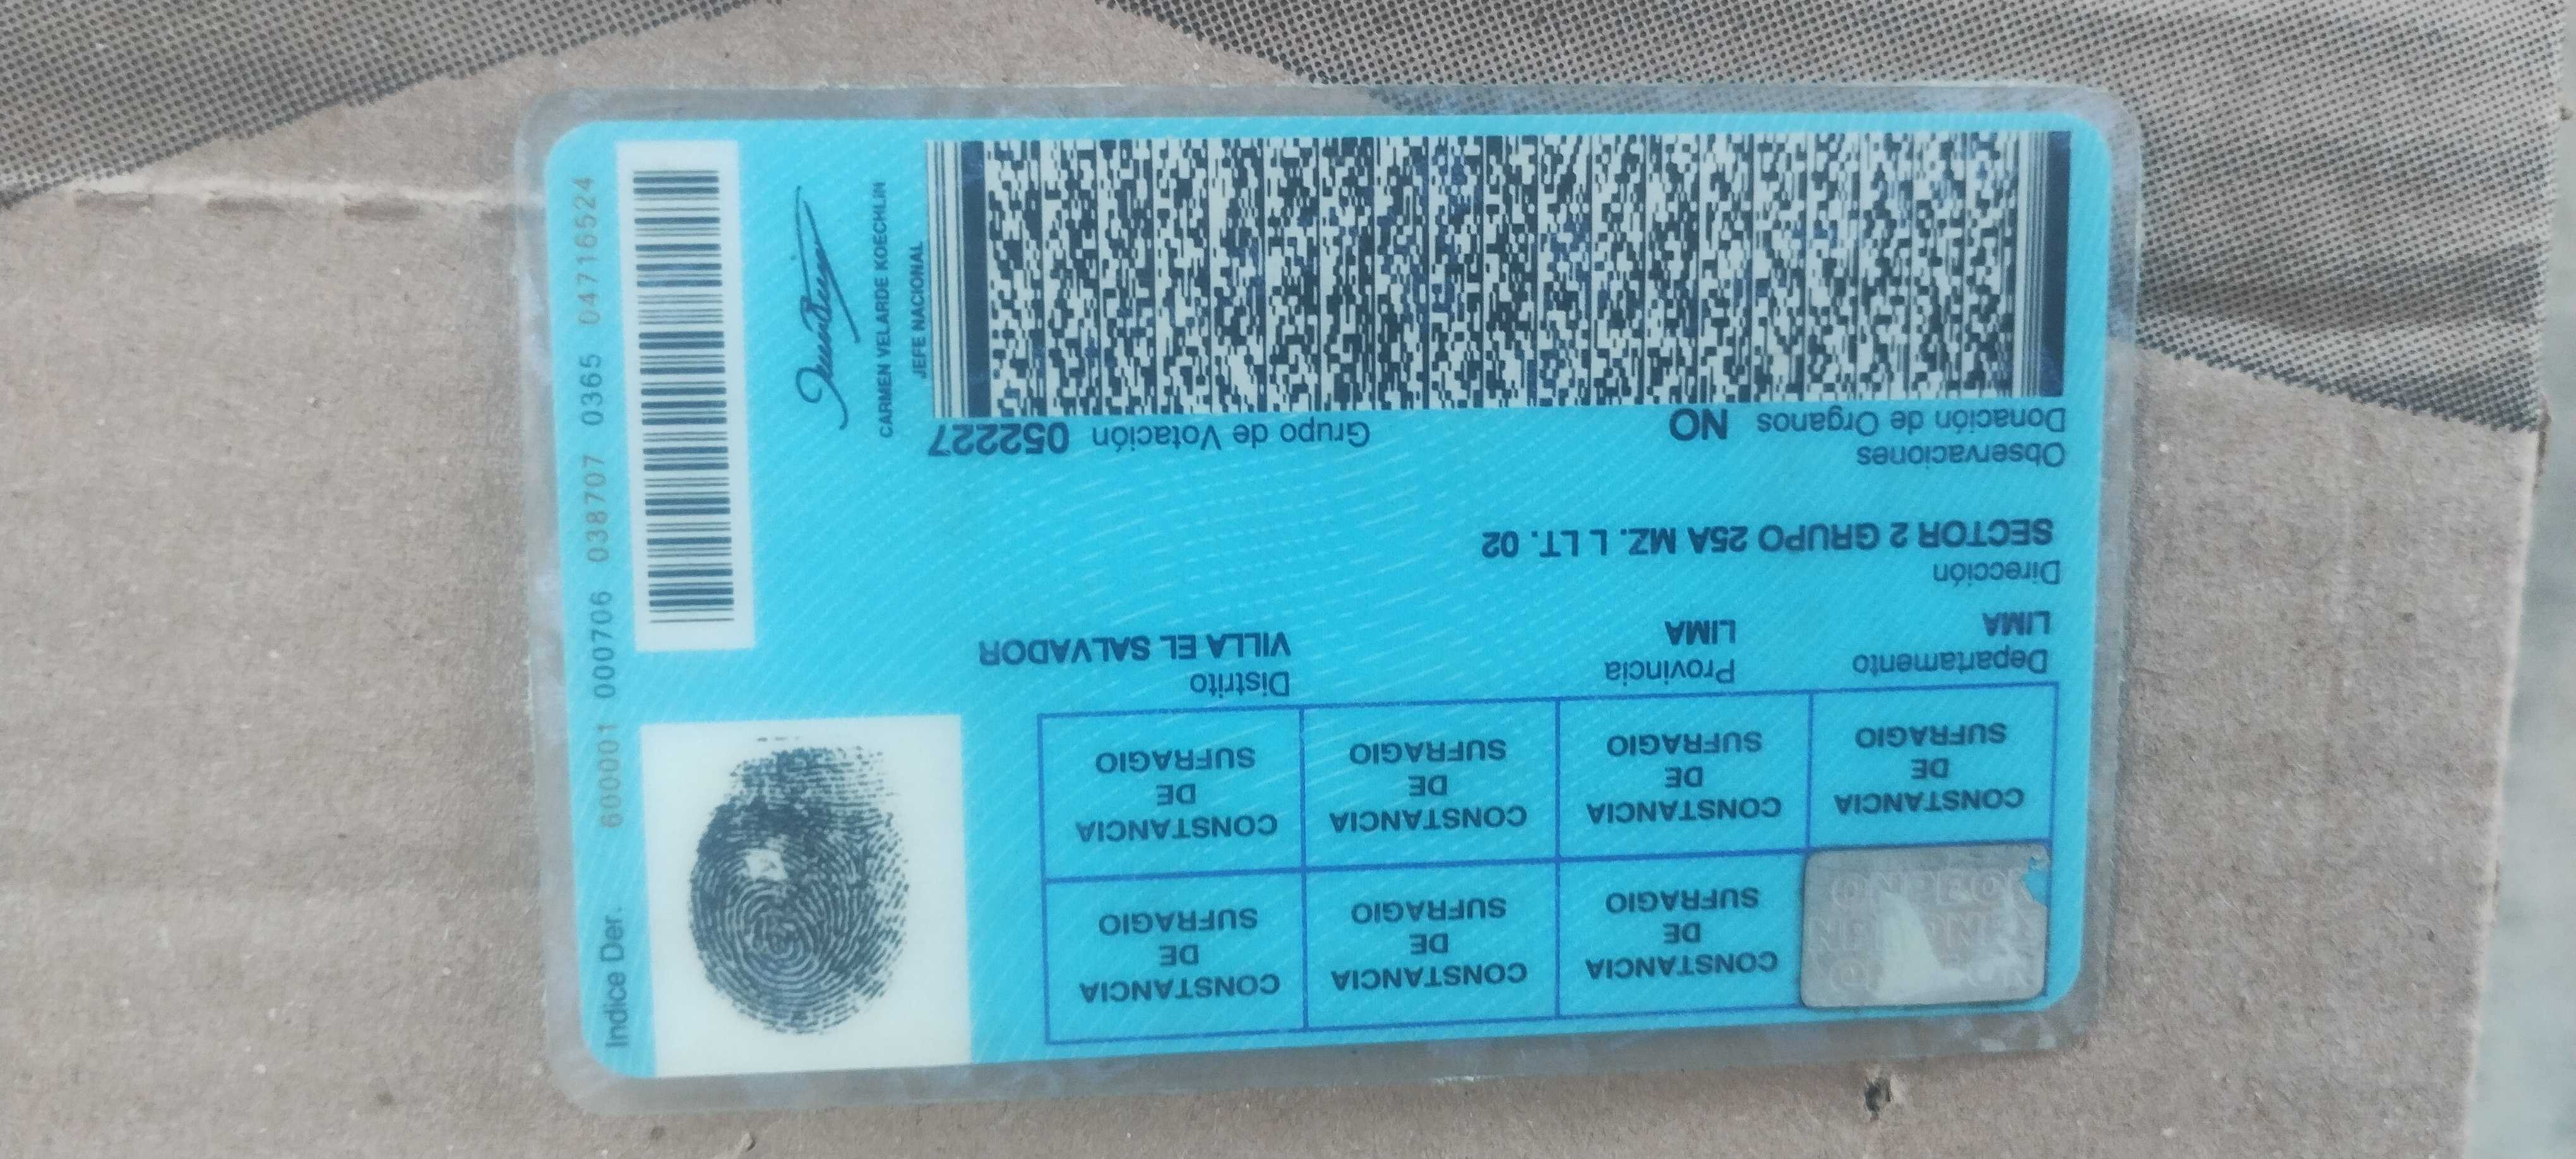 CONSTANCIA DE SUFRAGIO
CONSTANCIA DE SUFRAGIO
CONSTANCIA DE SUFRAGIO
CONSTANCIA DE SUFRAGIO
CONSTANCIA DE SUFRAGIO
CONSTANCIA DE SUFRAGIO
CONSTANCIA DE SUFRAGIO
Departamento
LIMA
Provincia
LIMA
Distrito
VILLA EL SALVADOR
Dirección
SECTOR 2 GRUPO 25A MZ. L LT. 02
Observaciones
Donación de Organos NO
Grupo de Votación 052227
CARMEN VELARDE KOECHLIN
JEFE NACIONAL
Indice Der. 600001 000706 038707 0365 04716524